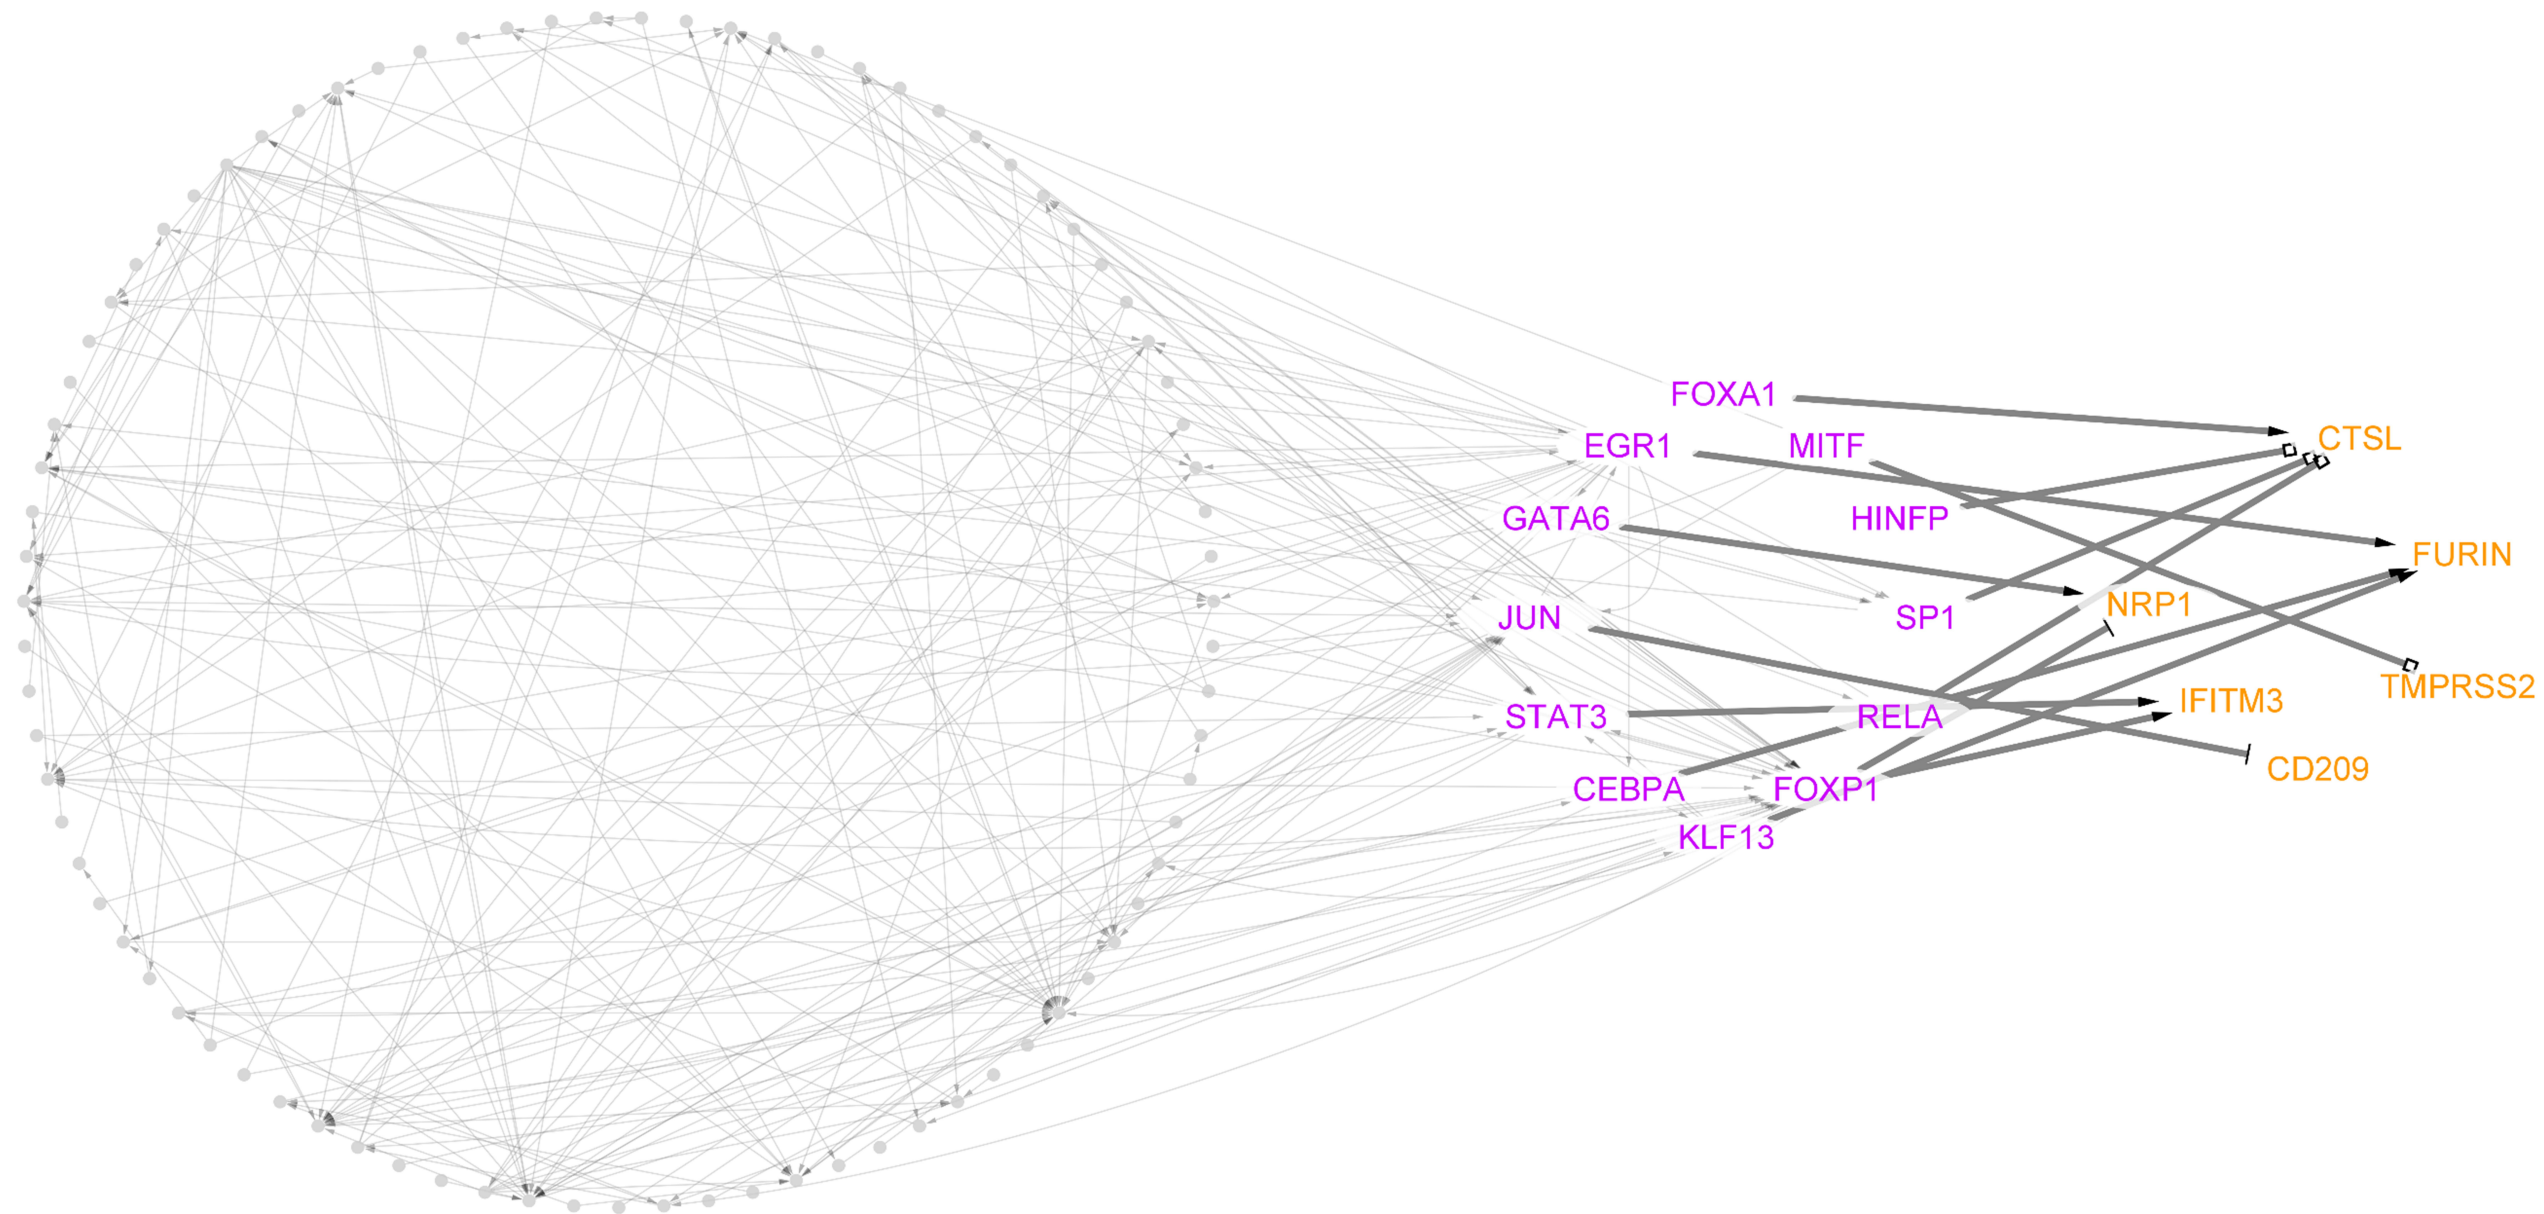 FOXA1
EGR1
MITF
CTSL
GATA6
HINFP
FURIN
JUN
SP1
NRP1
STAT3
RELA
IFITM3
TMPRSS2
CEBPA
FOXP1
CD209
KLF13